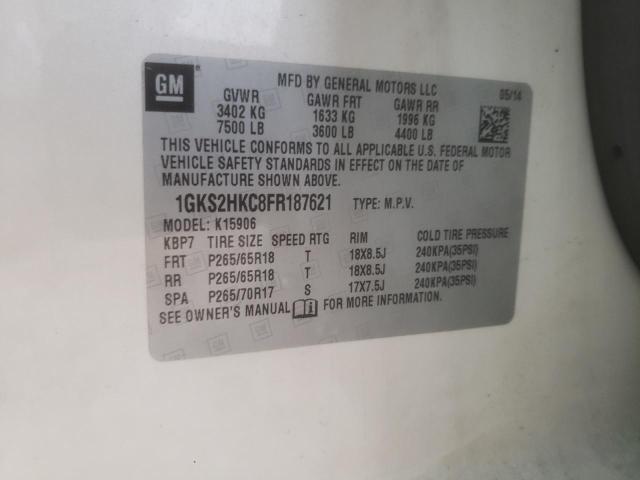 GM
MFD BY GENERAL MOTORS LLC 05/14
GVWR GAWR FRT GAWR RR
3402 KG 1633 KG 1996 KG
7500 LB 3600 LB 4400 LB
THIS VEHICLE CONFORMS TO ALL APPLICABLE U.S. FEDERAL MOTOR
VEHICLE SAFETY STANDARDS IN EFFECT ON THE DATE OF
MANUFACTURE SHOWN ABOVE.
1GKS2HKC8FR187621 TYPE: M.P.V.
MODEL: K15906
KBP7 TIRE SIZE SPEED RTG RIM COLD TIRE PRESSURE
FRT P265/65R18 T 18X8.5J 240KPA(35PSI)
RR P265/65R18 T 18X8.5J 240KPA(35PSI)
SPA P265/70R17 S 17X7.5J 240KPA(35PSI)
SEE OWNER'S MANUAL FOR MORE INFORMATION.